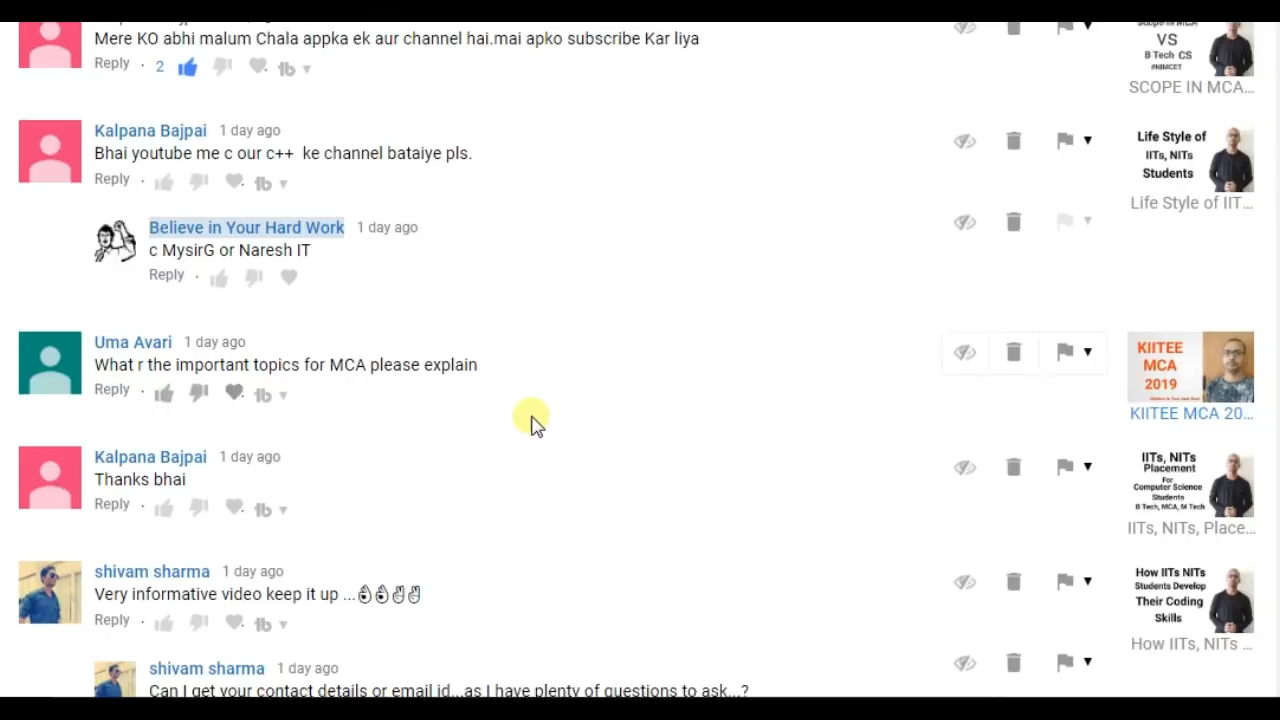 Mere KO abhi malum Chala appka ek aur channel hai.mai apko subscribe Kar liya
Reply · 2
SCOPE IN MCA
VS
B Tech CS
#NIMCET
SCOPE IN MCA...
Kalpana Bajpai 1 day ago
Bhai youtube me c our c++ ke channel bataiye pls.
Reply ·
Life Style of
IITs, NITs
Students
Life Style of IIT...
Believe in Your Hard Work 1 day ago
c MysirG or Naresh IT
Reply ·
Uma Avari 1 day ago
What r the important topics for MCA please explain
Reply ·
KIITEE
MCA
2019
KIITEE MCA 20...
Kalpana Bajpai 1 day ago
Thanks bhai
Reply ·
IITs, NITs
Placement
For
Computer Science
Students
B Tech, MCA, M Tech
IITs, NITs, Place...
shivam sharma 1 day ago
Very informative video keep it up ...👌👌✌✌
Reply ·
How IITs NITs
Students Develop
Their Coding
Skills
How IITs, NITs ...
shivam sharma 1 day ago
Can I get your contact details or email id...as I have plenty of questions to ask...?